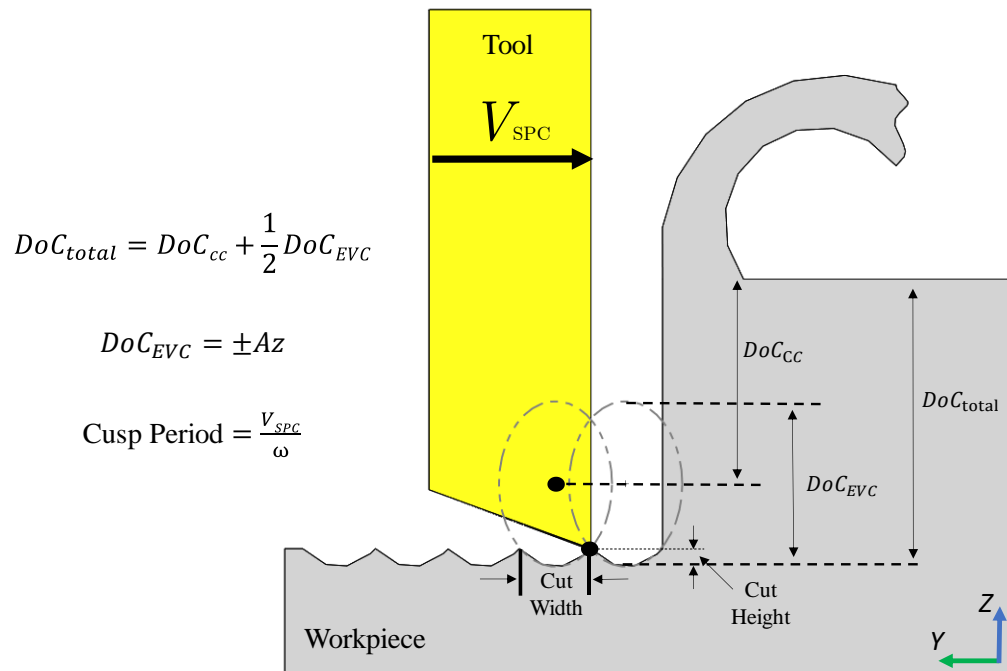 Tool
V_SPC
DoC_total = DoC_cc + 1/2 DoC_EVC
DoC_EVC = ±Az
Cusp Period = V_SPC/ω
DoC_CC
DoC_total
DoC_EVC
Cut
Width
Cut
Height
Workpiece
Z
Y